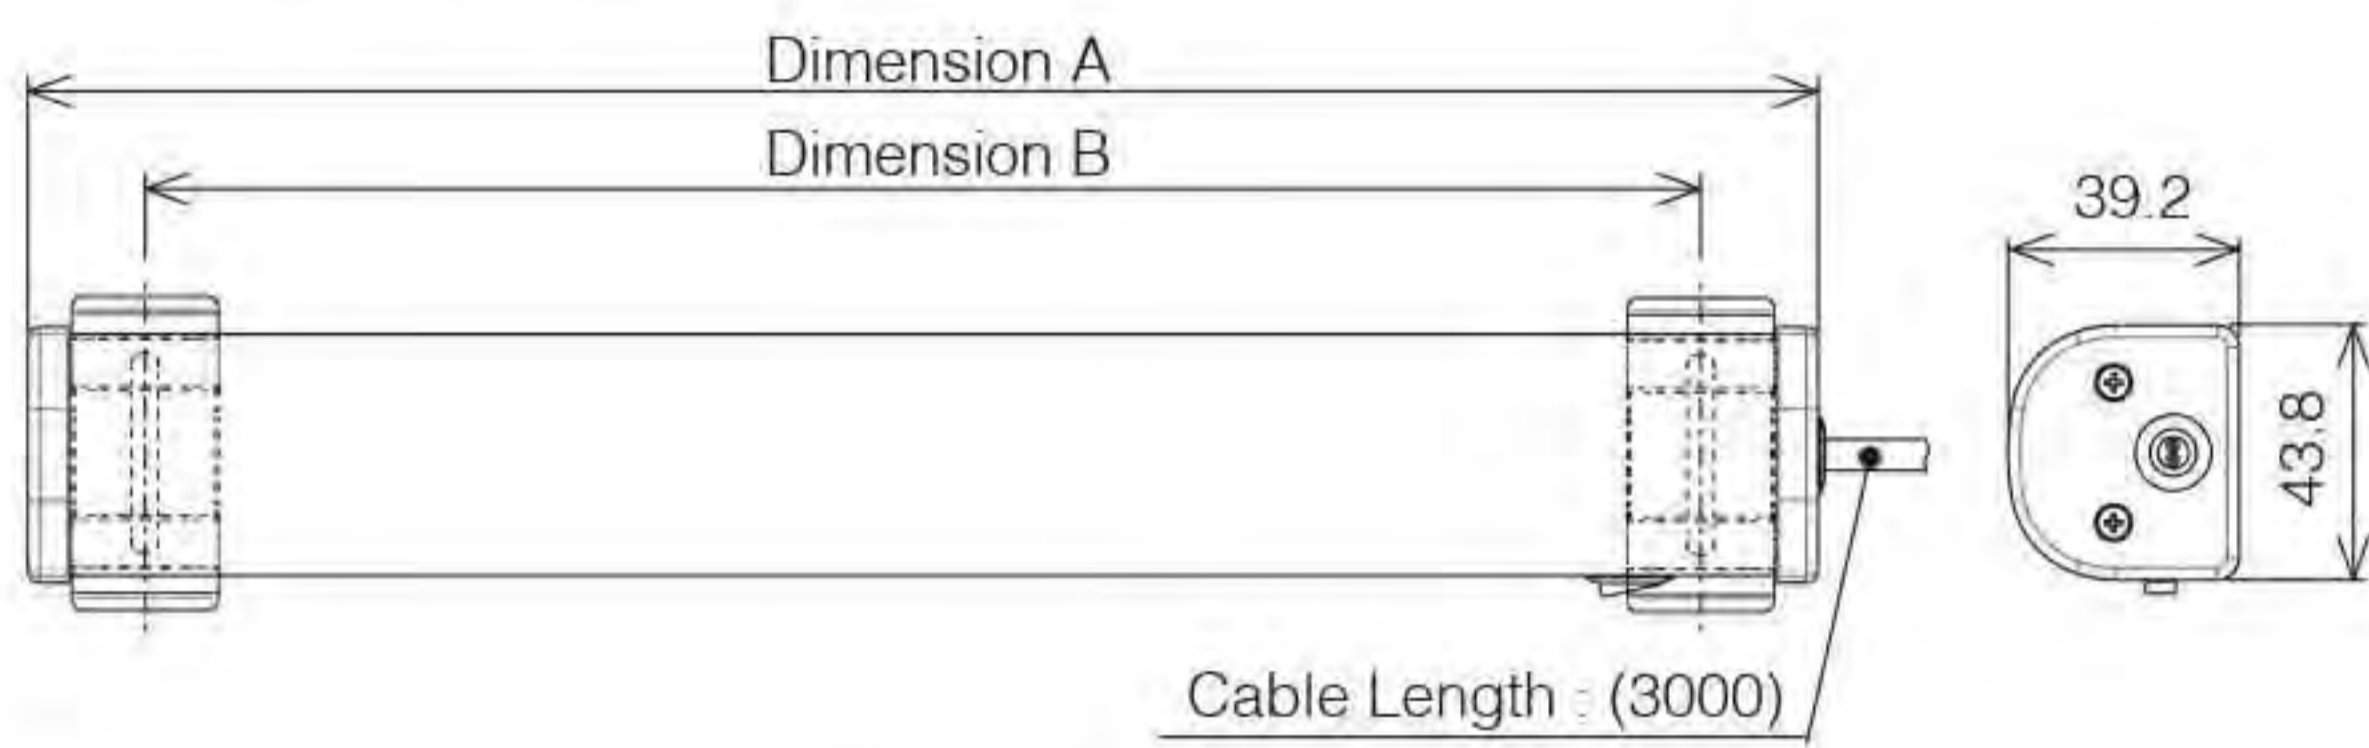 Dimension A
Dimension B
39.2
43.8
Cable Length : (3000)